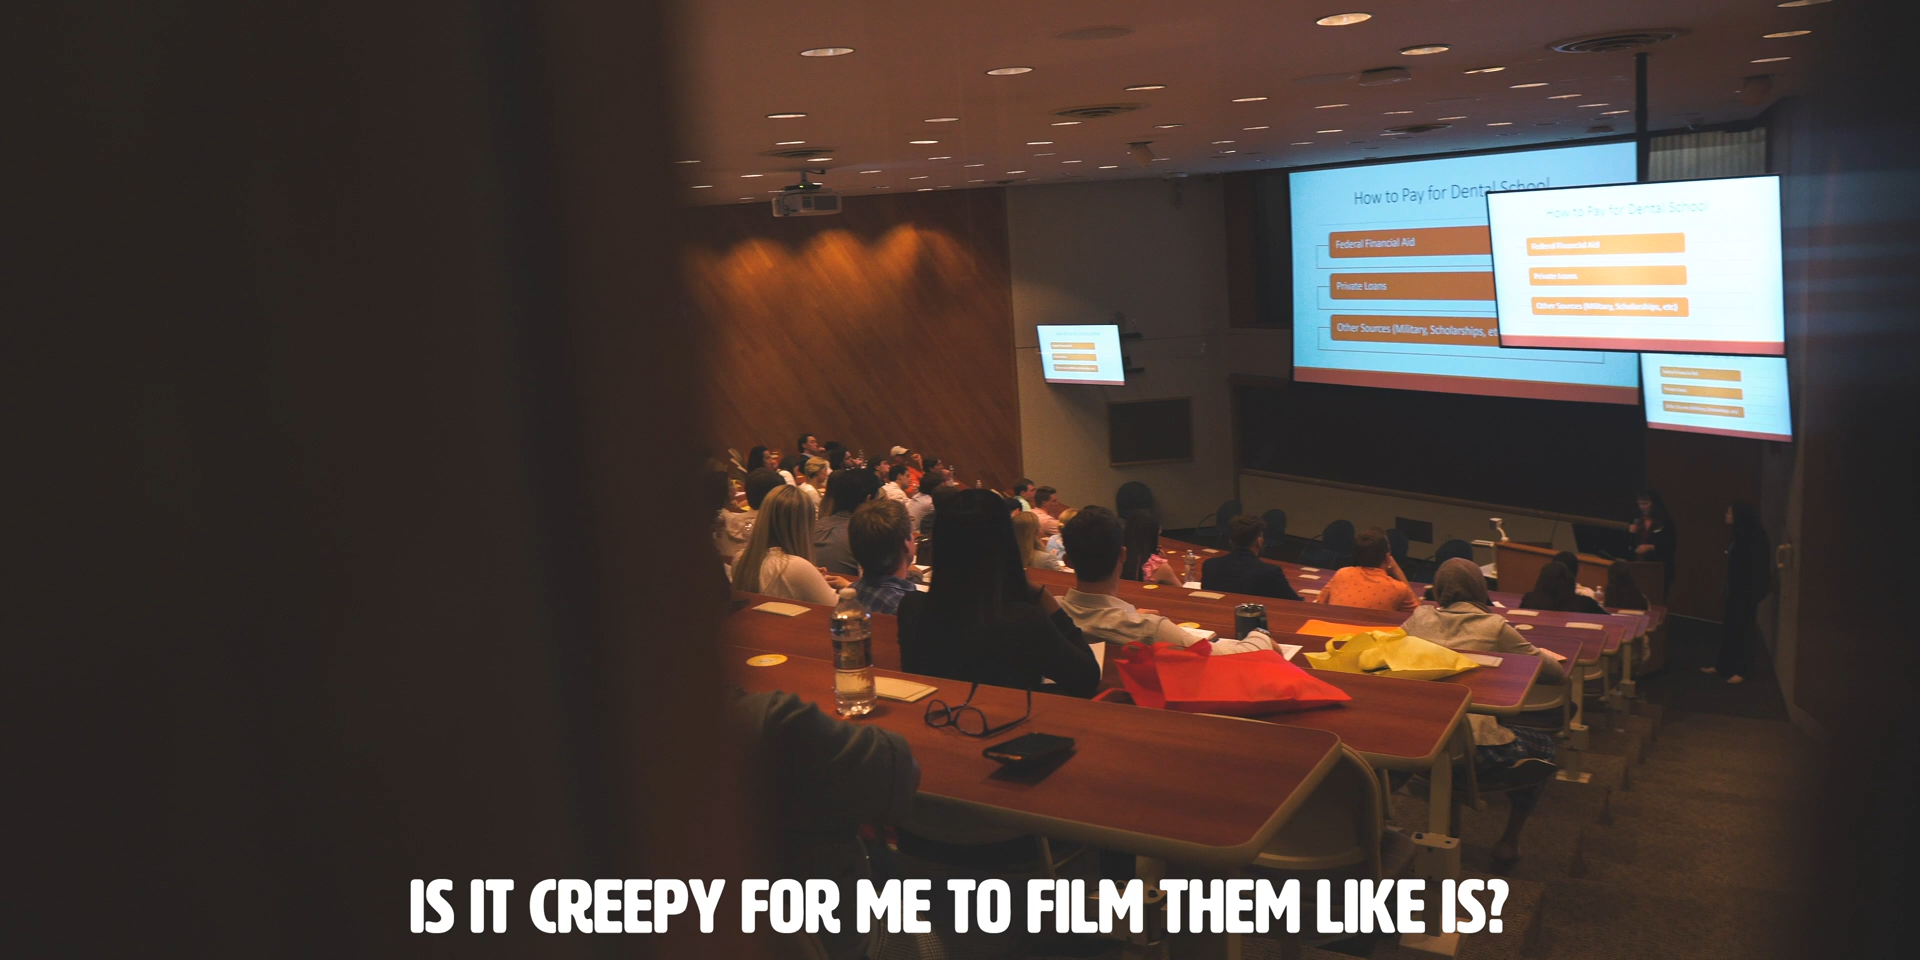 How to Pay for Dental School
Federal Financial Aid
Private Loans
Other Sources (Military, Scholarships, et
How to Pay for Dental School
Federal Financial Aid
Private Loans
Other Sources (Military, Scholarships, etc)
IS IT CREEPY FOR ME TO FILM THEM LIKE IS?